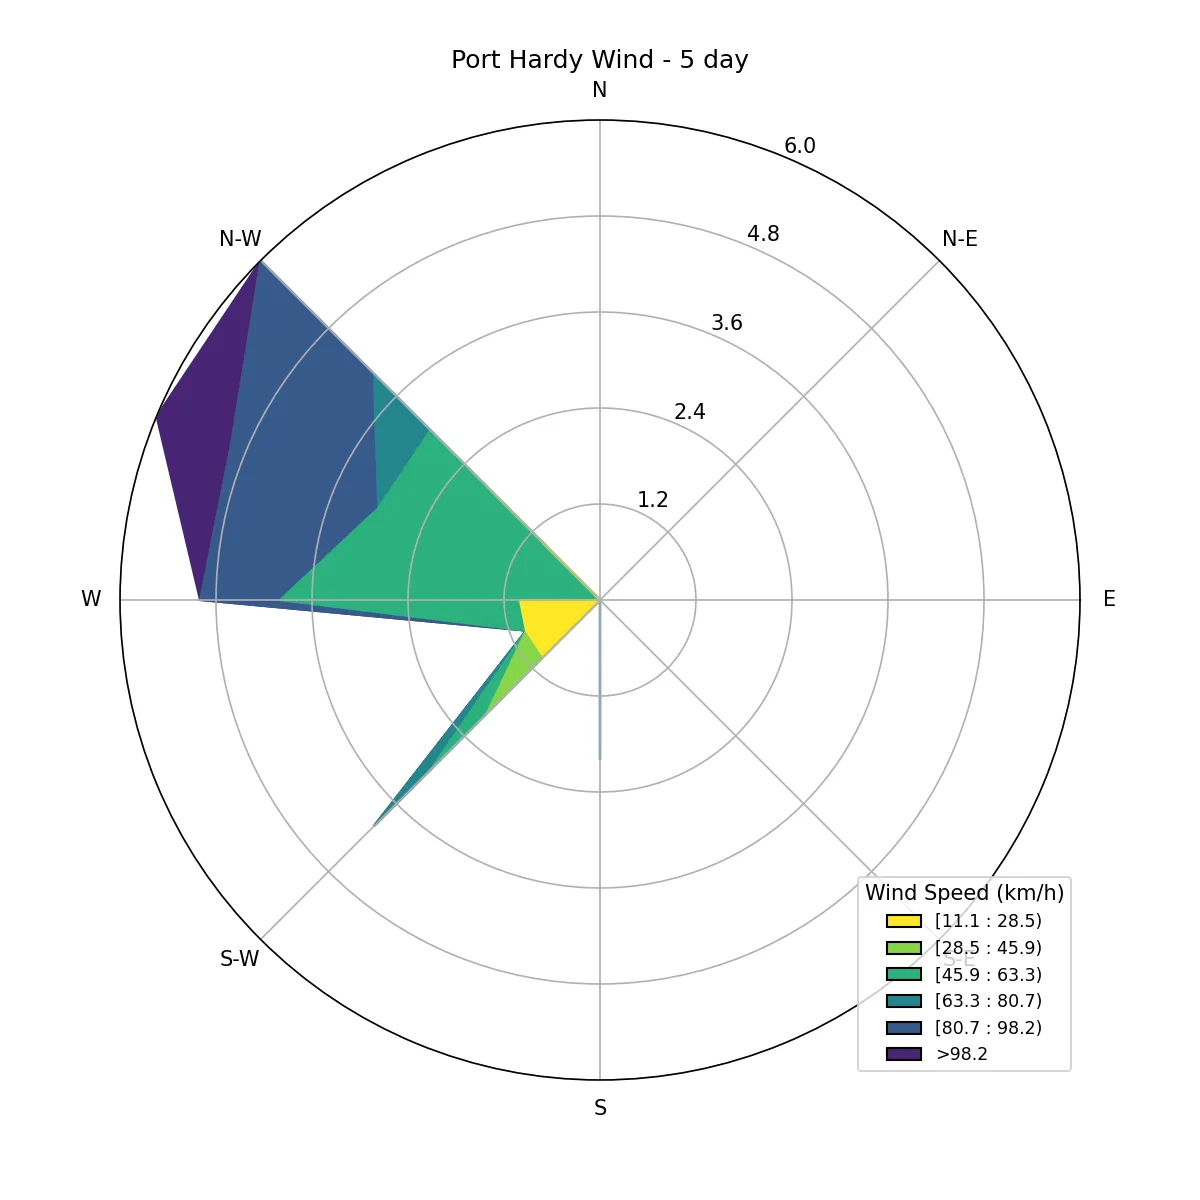 Port Hardy Wind - 5 day
N
6.0
4.8
N-W
N-E
3.6
2.4
1.2
W
E
Wind Speed (km/h)
[11.1 : 28.5)
[28.5 : 45.9)
S-W
S-E
[45.9 : 63.3)
[63.3 : 80.7)
[80.7 : 98.2)
>98.2
S